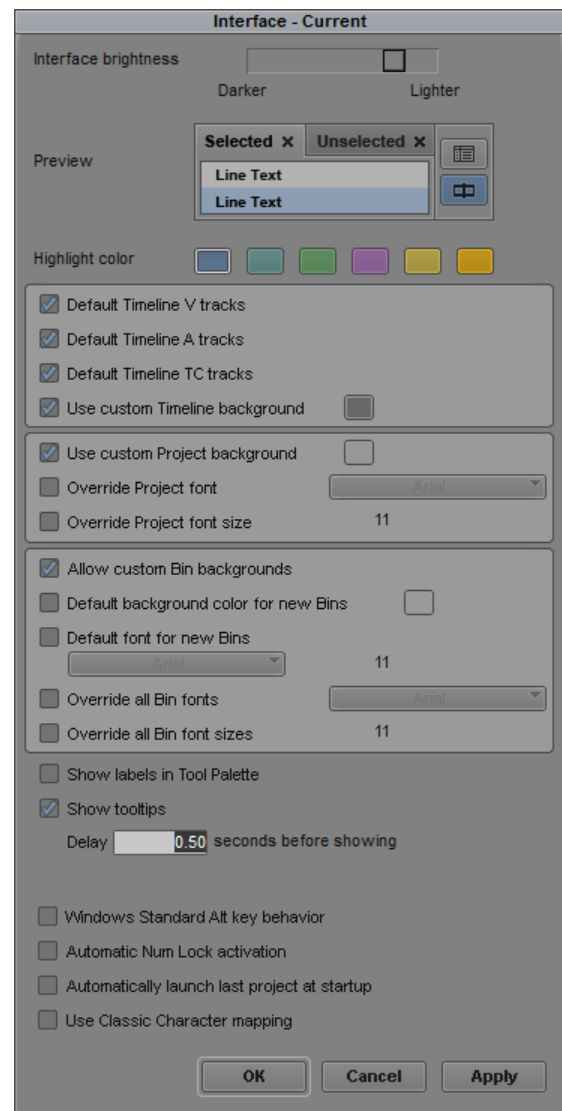 Interface - Current
Interface brightness
Darker Lighter
Preview
Selected × Unselected ×
Line Text
Line Text
Highlight color
Default Timeline V tracks
Default Timeline A tracks
Default Timeline TC tracks
Use custom Timeline background
Use custom Project background
Override Project font Arial
Override Project font size 11
Allow custom Bin backgrounds
Default background color for new Bins
Default font for new Bins
Arial 11
Override all Bin fonts Arial
Override all Bin font sizes 11
Show labels in Tool Palette
Show tooltips
Delay 0.50 seconds before showing
Windows Standard Alt key behavior
Automatic Num Lock activation
Automatically launch last project at startup
Use Classic Character mapping
OK Cancel Apply